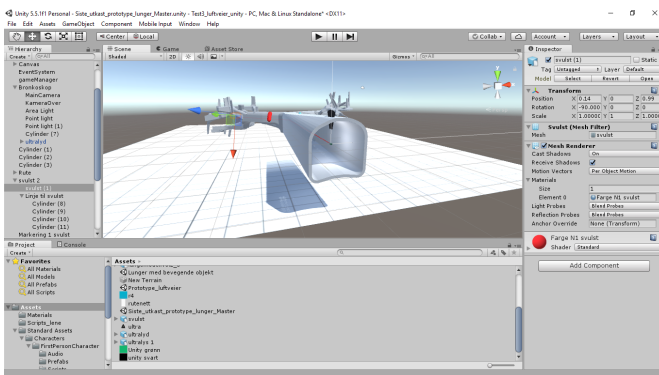 Unity 5.5.1f1 Personal - Siste_utkast_prototype_lunger_Master.unity - Test3_luftveier_unity - PC, Mac & Linux Standalone* <DX11>
File Edit Assets GameObject Component Mobile Input Window Help
Center Local Collab Account Layers Layout
Hierarchy
Create All
Canvas
EventSystem
gameManager
Bronkoskop
MainCamera
KameraOver
Area Light
Point light
Point light (1)
Cylinder (7)
ultralyd
Cylinder (1)
Cylinder (2)
Cylinder (3)
Rute
svulst 2
svulst (1)
Linje til svulst
Cylinder (8)
Cylinder (9)
Cylinder (10)
Cylinder (11)
Markering 1 svulst
Scene Game Asset Store
Shaded 2D Gizmos All
Inspector
svulst (1) Static
Tag Untagged Layer Default
Model Select Revert Open
Transform
Position X 0.14 Y 0 Z 0.99
Rotation X -90.000 Y 0 Z 0
Scale X 1.0000 Y 1 Z 1.000
Svulst (Mesh Filter)
Mesh svulst
Mesh Renderer
Cast Shadows On
Receive Shadows
Motion Vectors Per Object Motion
Materials
Size 1
Element 0 Farge N1 svulst
Light Probes Blend Probes
Reflection Probes Blend Probes
Anchor Override None (Transform)
Farge N1 svulst
Shader Standard
Add Component
Project Console
Create
Favorites
All Materials
All Models
All Prefabs
All Scripts
Assets
Materials
Scripts_lene
Standard Assets
Characters
FirstPersonCharacter
Audio
Prefabs
Scripts
Assets
Lunger med bevegende objekt
New Terrain
Prototype_luftveier
r4
rutenett
Siste_utkast_prototype_lunger_Master
svulst
ultra
ultralyd
ultralys 1
Unity grønn
unity svart